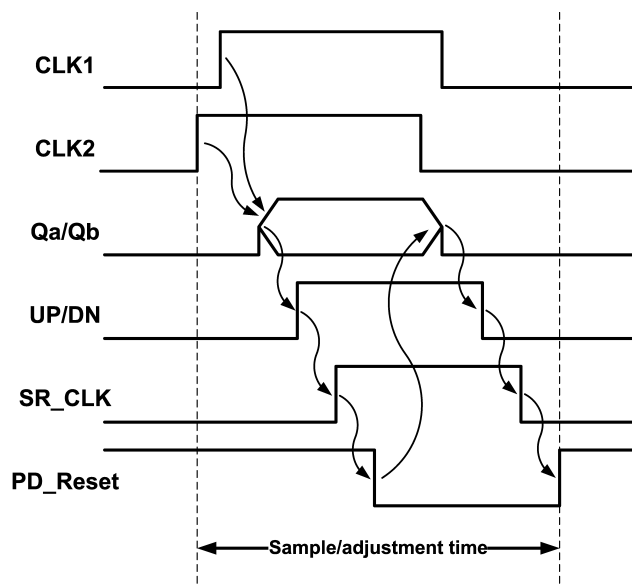 CLK1
CLK2
Qa/Qb
UP/DN
SR_CLK
PD_Reset
Sample/adjustment time